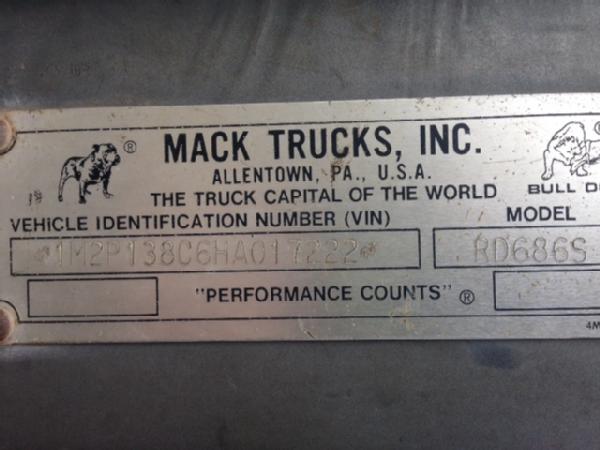 ® MACK TRUCKS, INC. ®
ALLENTOWN, PA., U.S.A.
THE TRUCK CAPITAL OF THE WORLD BULL D
VEHICLE IDENTIFICATION NUMBER (VIN) MODEL
*1M2P138C6HA017222* RD686S
"PERFORMANCE COUNTS" ®
4M